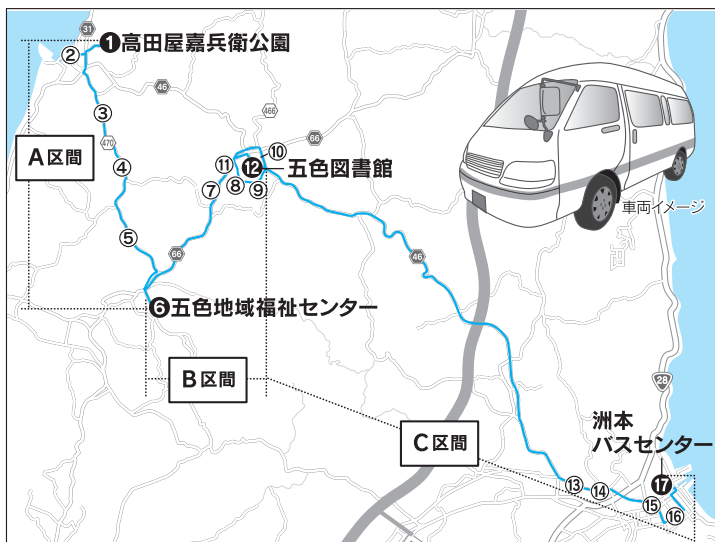 31
❶高田屋嘉兵衛公園
②
46
466
③
66
470
A区間
⑩
⑪
⓬
五色図書館
④
⑦
⑧
⑨
車両イメージ
⑤
66
46
❻五色地域福祉センター
B区間
28
洲本
バスセンター
C区間
⑬
⑭
⓱
⑮
⑯